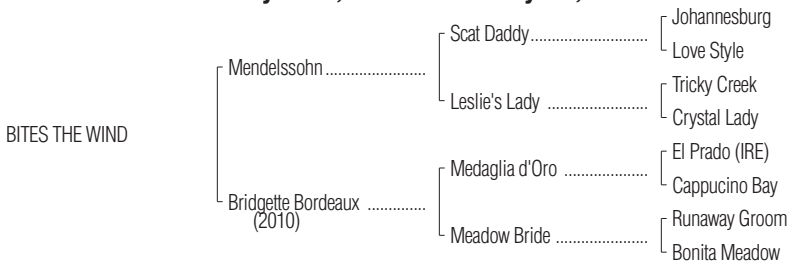 Johannesburg
Scat Daddy........................
Love Style
Mendelssohn........................
Tricky Creek
Leslie's Lady ........................
Crystal Lady
BITES THE WIND
El Prado (IRE)
Medaglia d'Oro ....................
Cappucino Bay
Bridgette Bordeaux ..............
(2010)
Runaway Groom
Meadow Bride ......................
Bonita Meadow